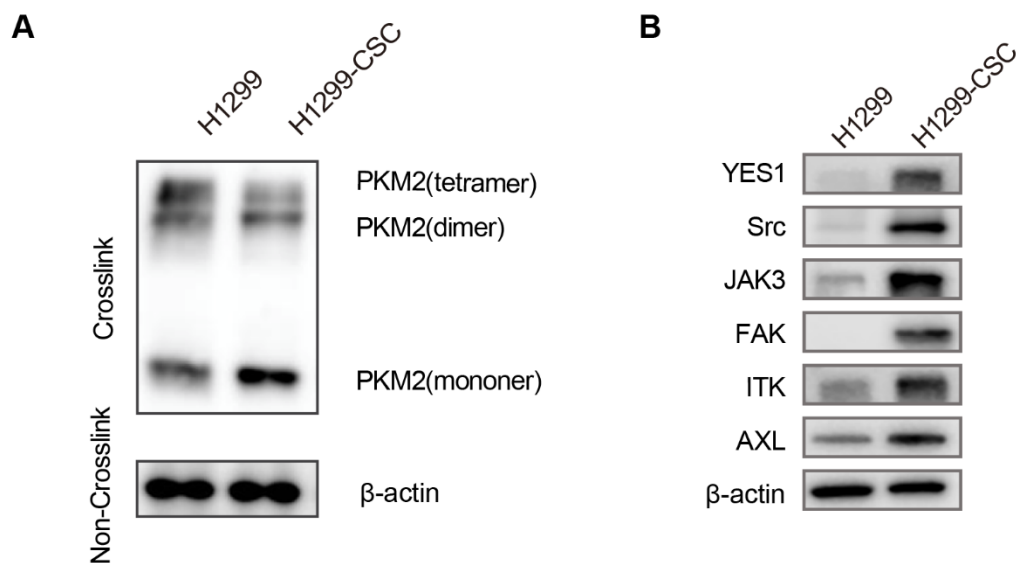 A
H1299
H1299-CSC
PKM2(tetramer)
PKM2(dimer)
Crosslink
PKM2(mononer)
Non-Crosslink
β-actin
B
H1299
H1299-CSC
YES1
Src
JAK3
FAK
ITK
AXL
β-actin